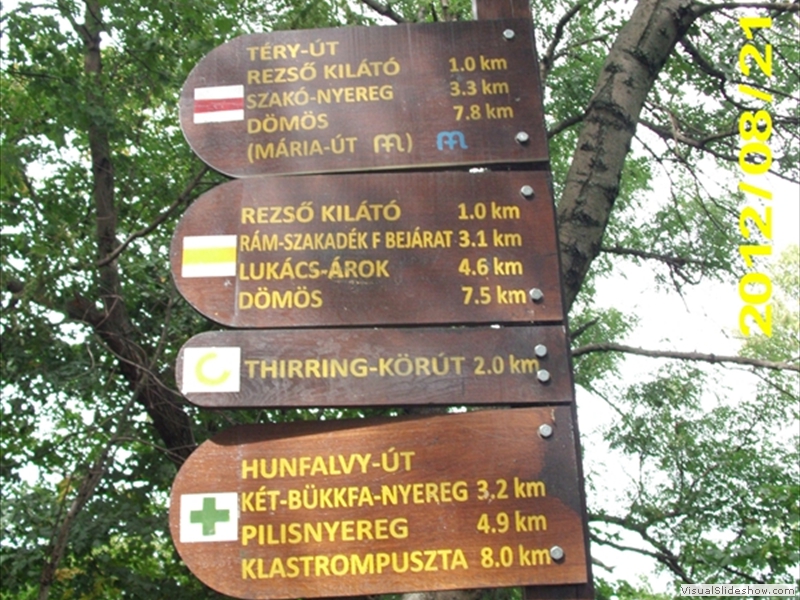 TÉRY-ÚT
REZSŐ KILÁTÓ 1.0 km
SZAKÓ-NYEREG 3.3 km
DÖMÖS 7.8 km
(MÁRIA-ÚT )
REZSŐ KILÁTÓ 1.0 km
RÁM-SZAKADÉK F BEJÁRAT 3.1 km
LUKÁCS-ÁROK 4.6 km
DÖMÖS 7.5 km
THIRRING-KÖRÚT 2.0 km
HUNFALVY-ÚT
KÉT-BÜKKFA-NYEREG 3,2 km
PILISNYEREG 4.9 km
KLASTROMPUSZTA 8.0 km
2012/08/21
VisualSlideshow.com